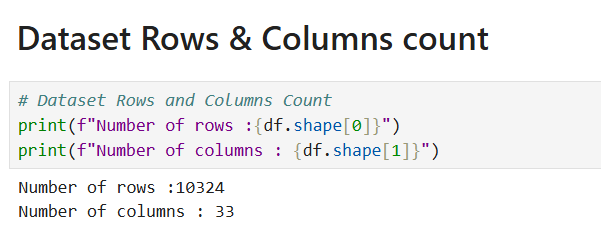 Dataset Rows & Columns count
# Dataset Rows and Columns Count
print(f"Number of rows :{df.shape[0]}")
print(f"Number of columns : {df.shape[1]}")
Number of rows :10324
Number of columns : 33